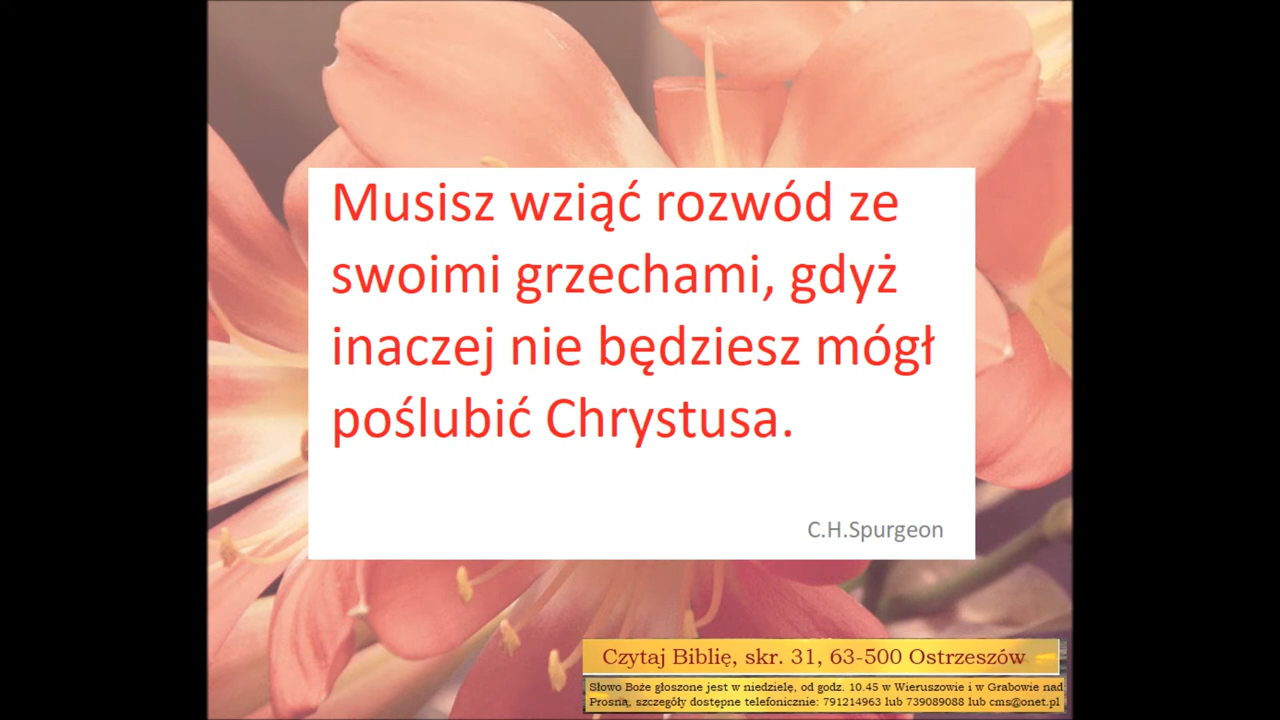 Musisz wziąć rozwód ze
swoimi grzechami, gdyż
inaczej nie będziesz mógł
poślubić Chrystusa.
C.H.Spurgeon
Czytaj Biblię, skr. 31, 63-500 Ostrzeszów
Słowo Boże głoszone jest w niedzielę, od godz. 10.45 w Wieruszowie i w Grabowie nad
Prosną, szczegóły dostępne telefonicznie: 791214963 lub 739089088 lub cms@onet.pl